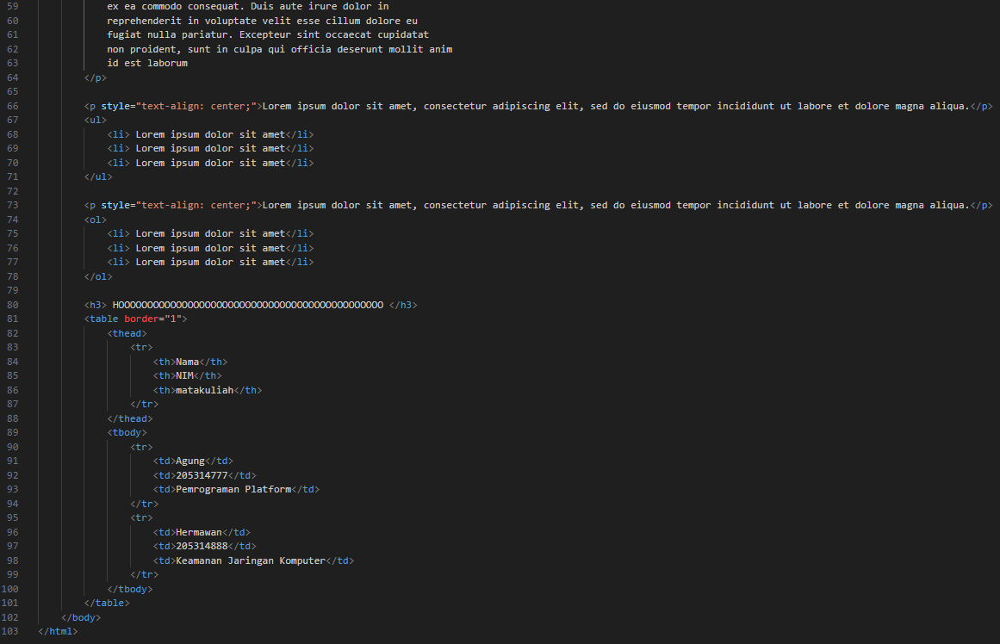 59 ex ea commodo consequat. Duis aute irure dolor in
60 reprehenderit in voluptate velit esse cillum dolore eu
61 fugiat nulla pariatur. Excepteur sint occaecat cupidatat
62 non proident, sunt in culpa qui officia deserunt mollit anim
63 id est laborum
64 </p>
65
66 <p style="text-align: center;">Lorem ipsum dolor sit amet, consectetur adipiscing elit, sed do eiusmod tempor incididunt ut labore et dolore magna aliqua.</p>
67 <ul>
68 <li> Lorem ipsum dolor sit amet</li>
69 <li> Lorem ipsum dolor sit amet</li>
70 <li> Lorem ipsum dolor sit amet</li>
71 </ul>
72
73 <p style="text-align: center;">Lorem ipsum dolor sit amet, consectetur adipiscing elit, sed do eiusmod tempor incididunt ut labore et dolore magna aliqua.</p>
74 <ol>
75 <li> Lorem ipsum dolor sit amet</li>
76 <li> Lorem ipsum dolor sit amet</li>
77 <li> Lorem ipsum dolor sit amet</li>
78 </ol>
79
80 <h3> HOOOOOOOOOOOOOOOOOOOOOOOOOOOOOOOOOOOOOOOOOOOOOO </h3>
81 <table border="1">
82 <thead>
83 <tr>
84 <th>Nama</th>
85 <th>NIM</th>
86 <th>matakuliah</th>
87 </tr>
88 </thead>
89 <tbody>
90 <tr>
91 <td>Agung</td>
92 <td>205314777</td>
93 <td>Pemrograman Platform</td>
94 </tr>
95 <tr>
96 <td>Hermawan</td>
97 <td>205314888</td>
98 <td>Keamanan Jaringan Komputer</td>
99 </tr>
100 </tbody>
101 </table>
102 </body>
103 </html>